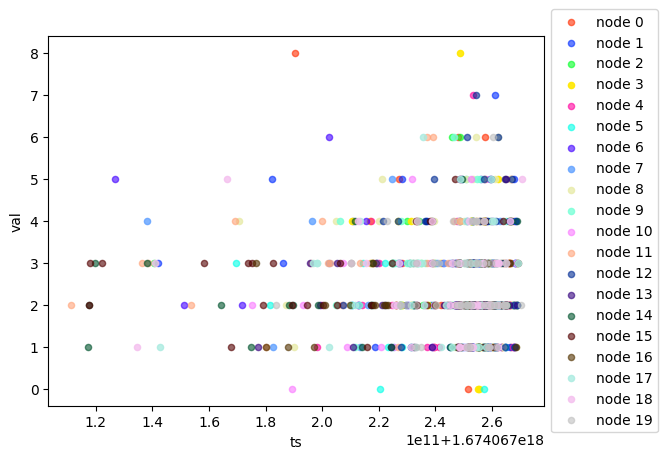 8
7
6
5
4
3
2
1
0
val
1.2 1.4 1.6 1.8 2.0 2.2 2.4 2.6
ts
1e11+1.674067e18
node 0
node 1
node 2
node 3
node 4
node 5
node 6
node 7
node 8
node 9
node 10
node 11
node 12
node 13
node 14
node 15
node 16
node 17
node 18
node 19